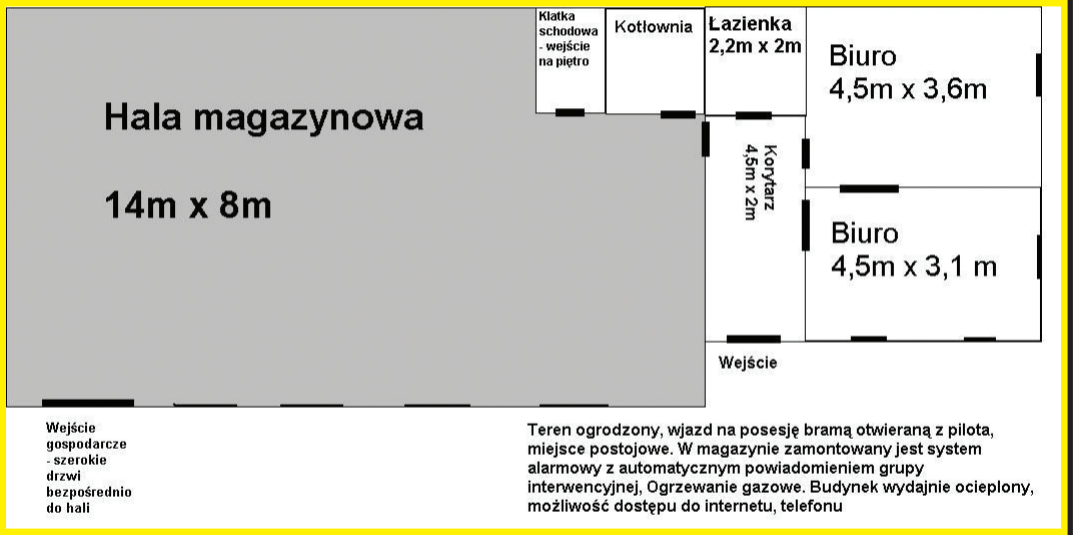 Klatka
schodowa
- wejście
na piętro
Kotłownia
Łazienka
2,2m x 2m
Biuro
4,5m x 3,6m
Hala magazynowa
14m x 8m
Korytarz
4,5m x 2m
Biuro
4,5m x 3,1 m
Wejście
Wejście
gospodarcze
- szerokie
drzwi
bezpośrednio
do hali
Teren ogrodzony, wjazd na posesję bramą otwieraną z pilota,
miejsce postojowe. W magazynie zamontowany jest system
alarmowy z automatycznym powiadomieniem grupy
interwencyjnej, Ogrzewanie gazowe. Budynek wydajnie ocieplony,
możliwość dostępu do internetu, telefonu